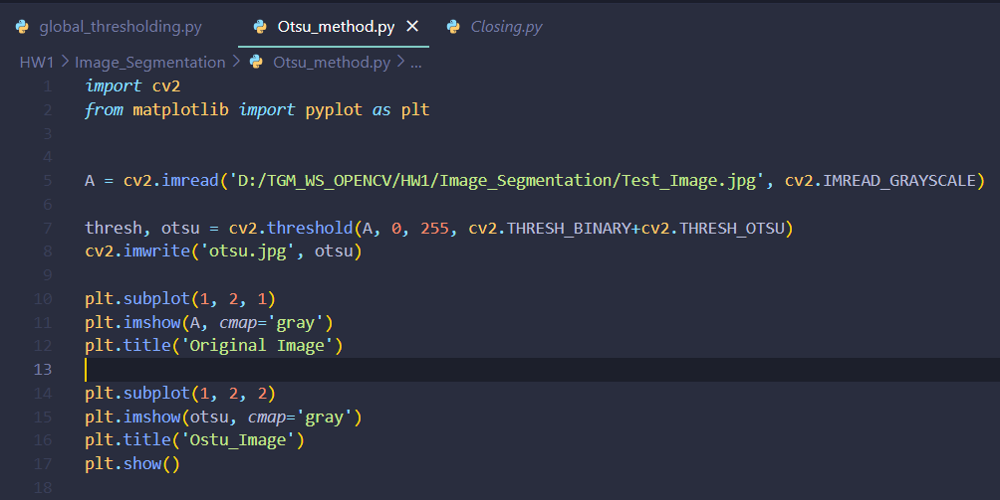 global_thresholding.py Otsu_method.py × Closing.py
HW1 > Image_Segmentation > Otsu_method.py > ...
1 import cv2
2 from matplotlib import pyplot as plt
3
4
5 A = cv2.imread('D:/TGM_WS_OPENCV/HW1/Image_Segmentation/Test_Image.jpg', cv2.IMREAD_GRAYSCALE)
6
7 thresh, otsu = cv2.threshold(A, 0, 255, cv2.THRESH_BINARY+cv2.THRESH_OTSU)
8 cv2.imwrite('otsu.jpg', otsu)
9
10 plt.subplot(1, 2, 1)
11 plt.imshow(A, cmap='gray')
12 plt.title('Original Image')
13
14 plt.subplot(1, 2, 2)
15 plt.imshow(otsu, cmap='gray')
16 plt.title('Ostu_Image')
17 plt.show()
18